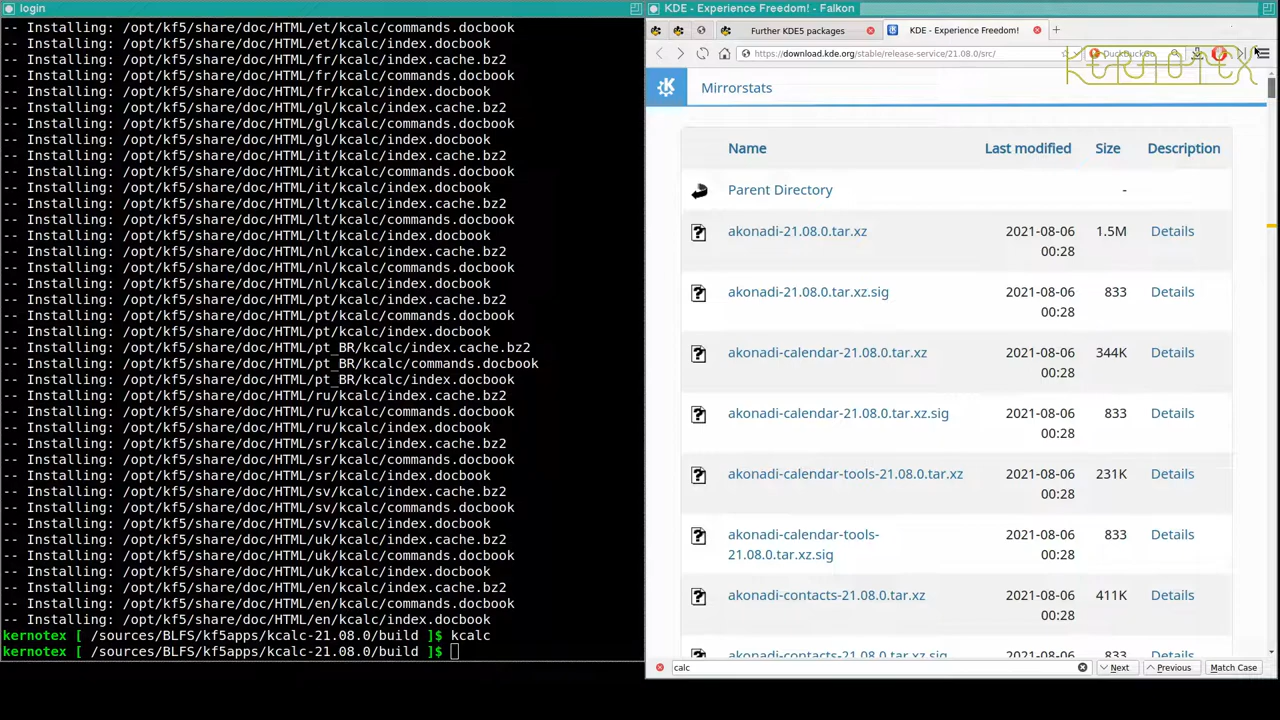 login
-- Installing: /opt/kf5/share/doc/HTML/et/kcalc/commands.docbook
-- Installing: /opt/kf5/share/doc/HTML/et/kcalc/index.docbook
-- Installing: /opt/kf5/share/doc/HTML/fr/kcalc/index.cache.bz2
-- Installing: /opt/kf5/share/doc/HTML/fr/kcalc/commands.docbook
-- Installing: /opt/kf5/share/doc/HTML/fr/kcalc/index.docbook
-- Installing: /opt/kf5/share/doc/HTML/gl/kcalc/index.cache.bz2
-- Installing: /opt/kf5/share/doc/HTML/gl/kcalc/commands.docbook
-- Installing: /opt/kf5/share/doc/HTML/gl/kcalc/index.docbook
-- Installing: /opt/kf5/share/doc/HTML/it/kcalc/index.cache.bz2
-- Installing: /opt/kf5/share/doc/HTML/it/kcalc/commands.docbook
-- Installing: /opt/kf5/share/doc/HTML/it/kcalc/index.docbook
-- Installing: /opt/kf5/share/doc/HTML/lt/kcalc/index.cache.bz2
-- Installing: /opt/kf5/share/doc/HTML/lt/kcalc/commands.docbook
-- Installing: /opt/kf5/share/doc/HTML/lt/kcalc/index.docbook
-- Installing: /opt/kf5/share/doc/HTML/nl/kcalc/index.cache.bz2
-- Installing: /opt/kf5/share/doc/HTML/nl/kcalc/commands.docbook
-- Installing: /opt/kf5/share/doc/HTML/nl/kcalc/index.docbook
-- Installing: /opt/kf5/share/doc/HTML/pt/kcalc/index.cache.bz2
-- Installing: /opt/kf5/share/doc/HTML/pt/kcalc/commands.docbook
-- Installing: /opt/kf5/share/doc/HTML/pt/kcalc/index.docbook
-- Installing: /opt/kf5/share/doc/HTML/pt_BR/kcalc/index.cache.bz2
-- Installing: /opt/kf5/share/doc/HTML/pt_BR/kcalc/commands.docbook
-- Installing: /opt/kf5/share/doc/HTML/pt_BR/kcalc/index.docbook
-- Installing: /opt/kf5/share/doc/HTML/ru/kcalc/index.cache.bz2
-- Installing: /opt/kf5/share/doc/HTML/ru/kcalc/commands.docbook
-- Installing: /opt/kf5/share/doc/HTML/ru/kcalc/index.docbook
-- Installing: /opt/kf5/share/doc/HTML/sr/kcalc/index.cache.bz2
-- Installing: /opt/kf5/share/doc/HTML/sr/kcalc/commands.docbook
-- Installing: /opt/kf5/share/doc/HTML/sr/kcalc/index.docbook
-- Installing: /opt/kf5/share/doc/HTML/sv/kcalc/index.cache.bz2
-- Installing: /opt/kf5/share/doc/HTML/sv/kcalc/commands.docbook
-- Installing: /opt/kf5/share/doc/HTML/sv/kcalc/index.docbook
-- Installing: /opt/kf5/share/doc/HTML/uk/kcalc/index.cache.bz2
-- Installing: /opt/kf5/share/doc/HTML/uk/kcalc/commands.docbook
-- Installing: /opt/kf5/share/doc/HTML/uk/kcalc/index.docbook
-- Installing: /opt/kf5/share/doc/HTML/en/kcalc/index.cache.bz2
-- Installing: /opt/kf5/share/doc/HTML/en/kcalc/commands.docbook
-- Installing: /opt/kf5/share/doc/HTML/en/kcalc/index.docbook
kernotex [ /sources/BLFS/kf5apps/kcalc-21.08.0/build ]$ kcalc
kernotex [ /sources/BLFS/kf5apps/kcalc-21.08.0/build ]$
KDE - Experience Freedom! - Falkon
Further KDE5 packages
KDE - Experience Freedom!
https://download.kde.org/stable/release-service/21.08.0/src/
DuckDuckGo
KERNOTEX
Mirrorstats
Name Last modified Size Description
Parent Directory -
akonadi-21.08.0.tar.xz 2021-08-06 1.5M Details
00:28
akonadi-21.08.0.tar.xz.sig 2021-08-06 833 Details
00:28
akonadi-calendar-21.08.0.tar.xz 2021-08-06 344K Details
00:28
akonadi-calendar-21.08.0.tar.xz.sig 2021-08-06 833 Details
00:28
akonadi-calendar-tools-21.08.0.tar.xz 2021-08-06 231K Details
00:28
akonadi-calendar-tools- 2021-08-06 833 Details
21.08.0.tar.xz.sig 00:28
akonadi-contacts-21.08.0.tar.xz 2021-08-06 411K Details
00:28
akonadi-contacts-21.08.0.tar.xz.sig 2021-08-06 833 Details
calc Next Previous Match Case